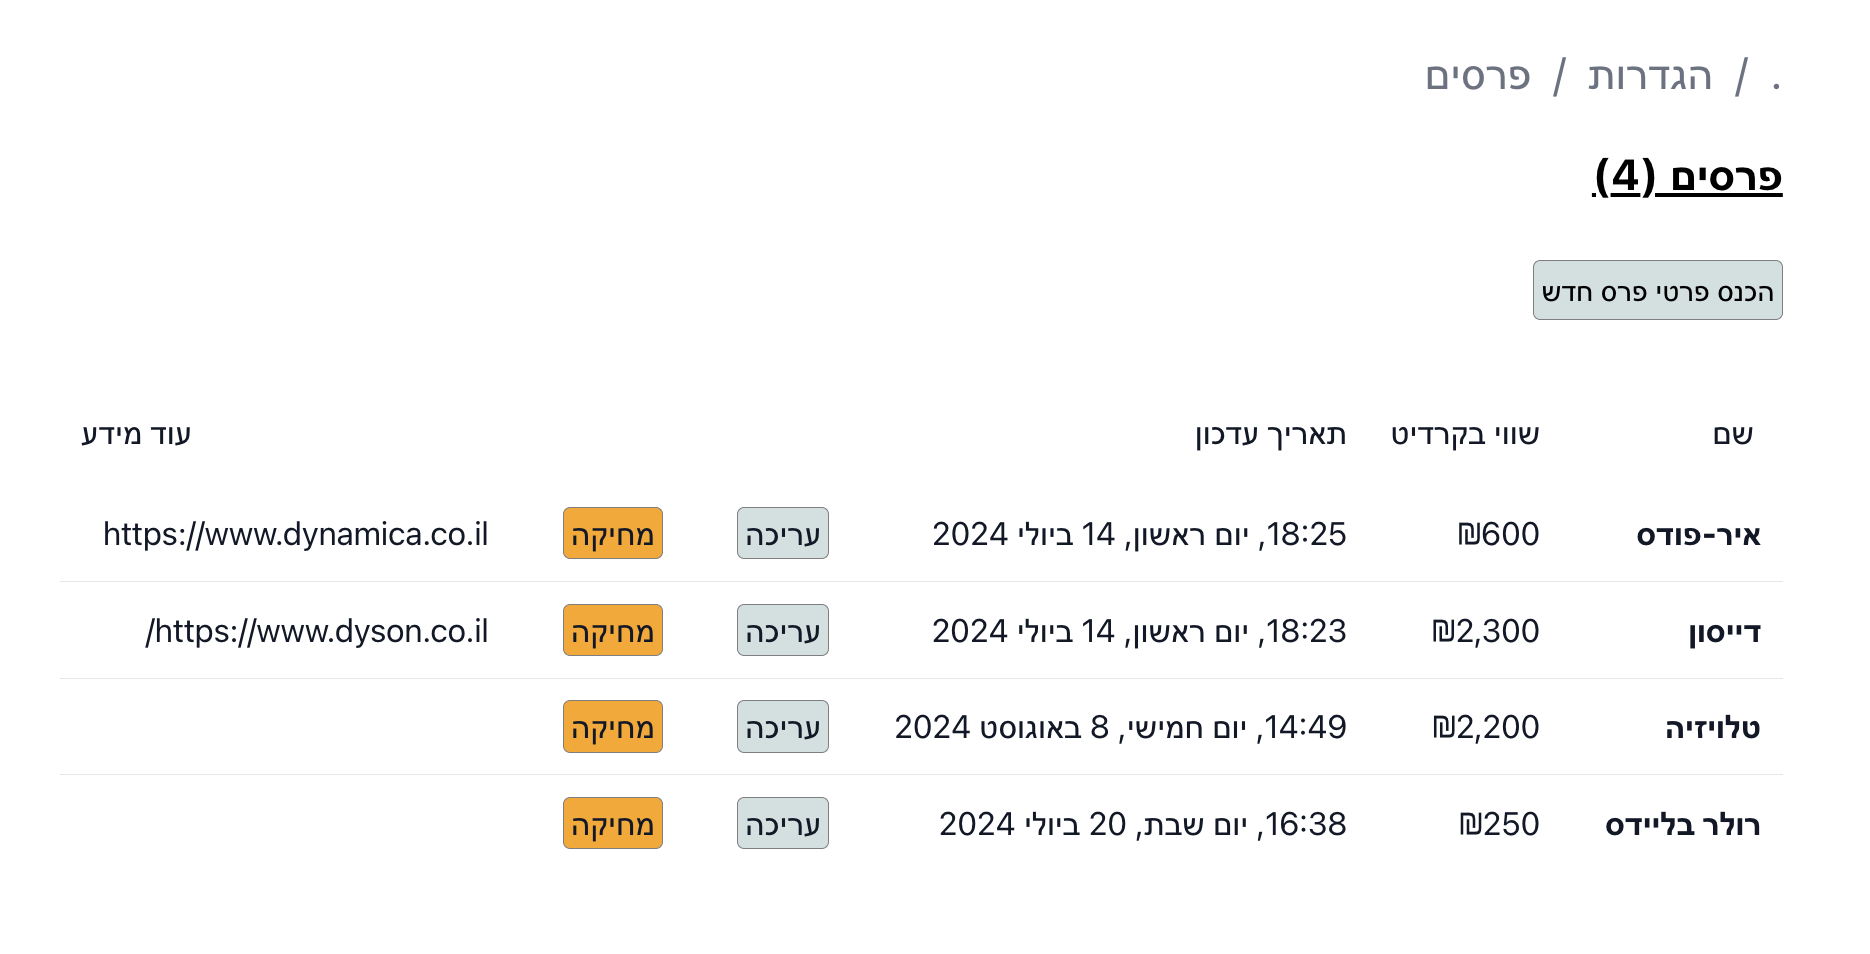 . / הגדרות / פרסים
פרסים (4)
הכנס פרטי פרס חדש
שם שווי בקרדיט תאריך עדכון עוד מידע
איר-פודס ₪600 18:25, יום ראשון, 14 ביולי 2024 עריכה מחיקה https://www.dynamica.co.il
דייסון ₪2,300 18:23, יום ראשון, 14 ביולי 2024 עריכה מחיקה https://www.dyson.co.il/
טלויזיה ₪2,200 14:49, יום חמישי, 8 באוגוסט 2024 עריכה מחיקה
רולר בליידס ₪250 16:38, יום שבת, 20 ביולי 2024 עריכה מחיקה